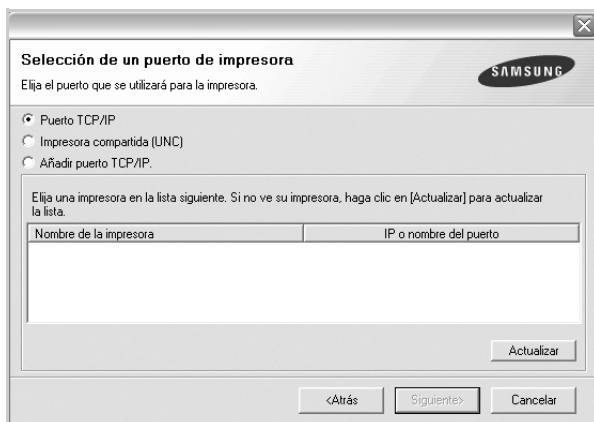 Selección de un puerto de impresora
Elija el puerto que se utilizará para la impresora.
SAMSUNG
Puerto TCP/IP
Impresora compartida (UNC)
Añadir puerto TCP/IP.
Elija una impresora en la lista siguiente. Si no ve su impresora, haga clic en [Actualizar] para actualizar
la lista.
Nombre de la impresora IP o nombre del puerto
Actualizar
<Atrás Siguiente> Cancelar